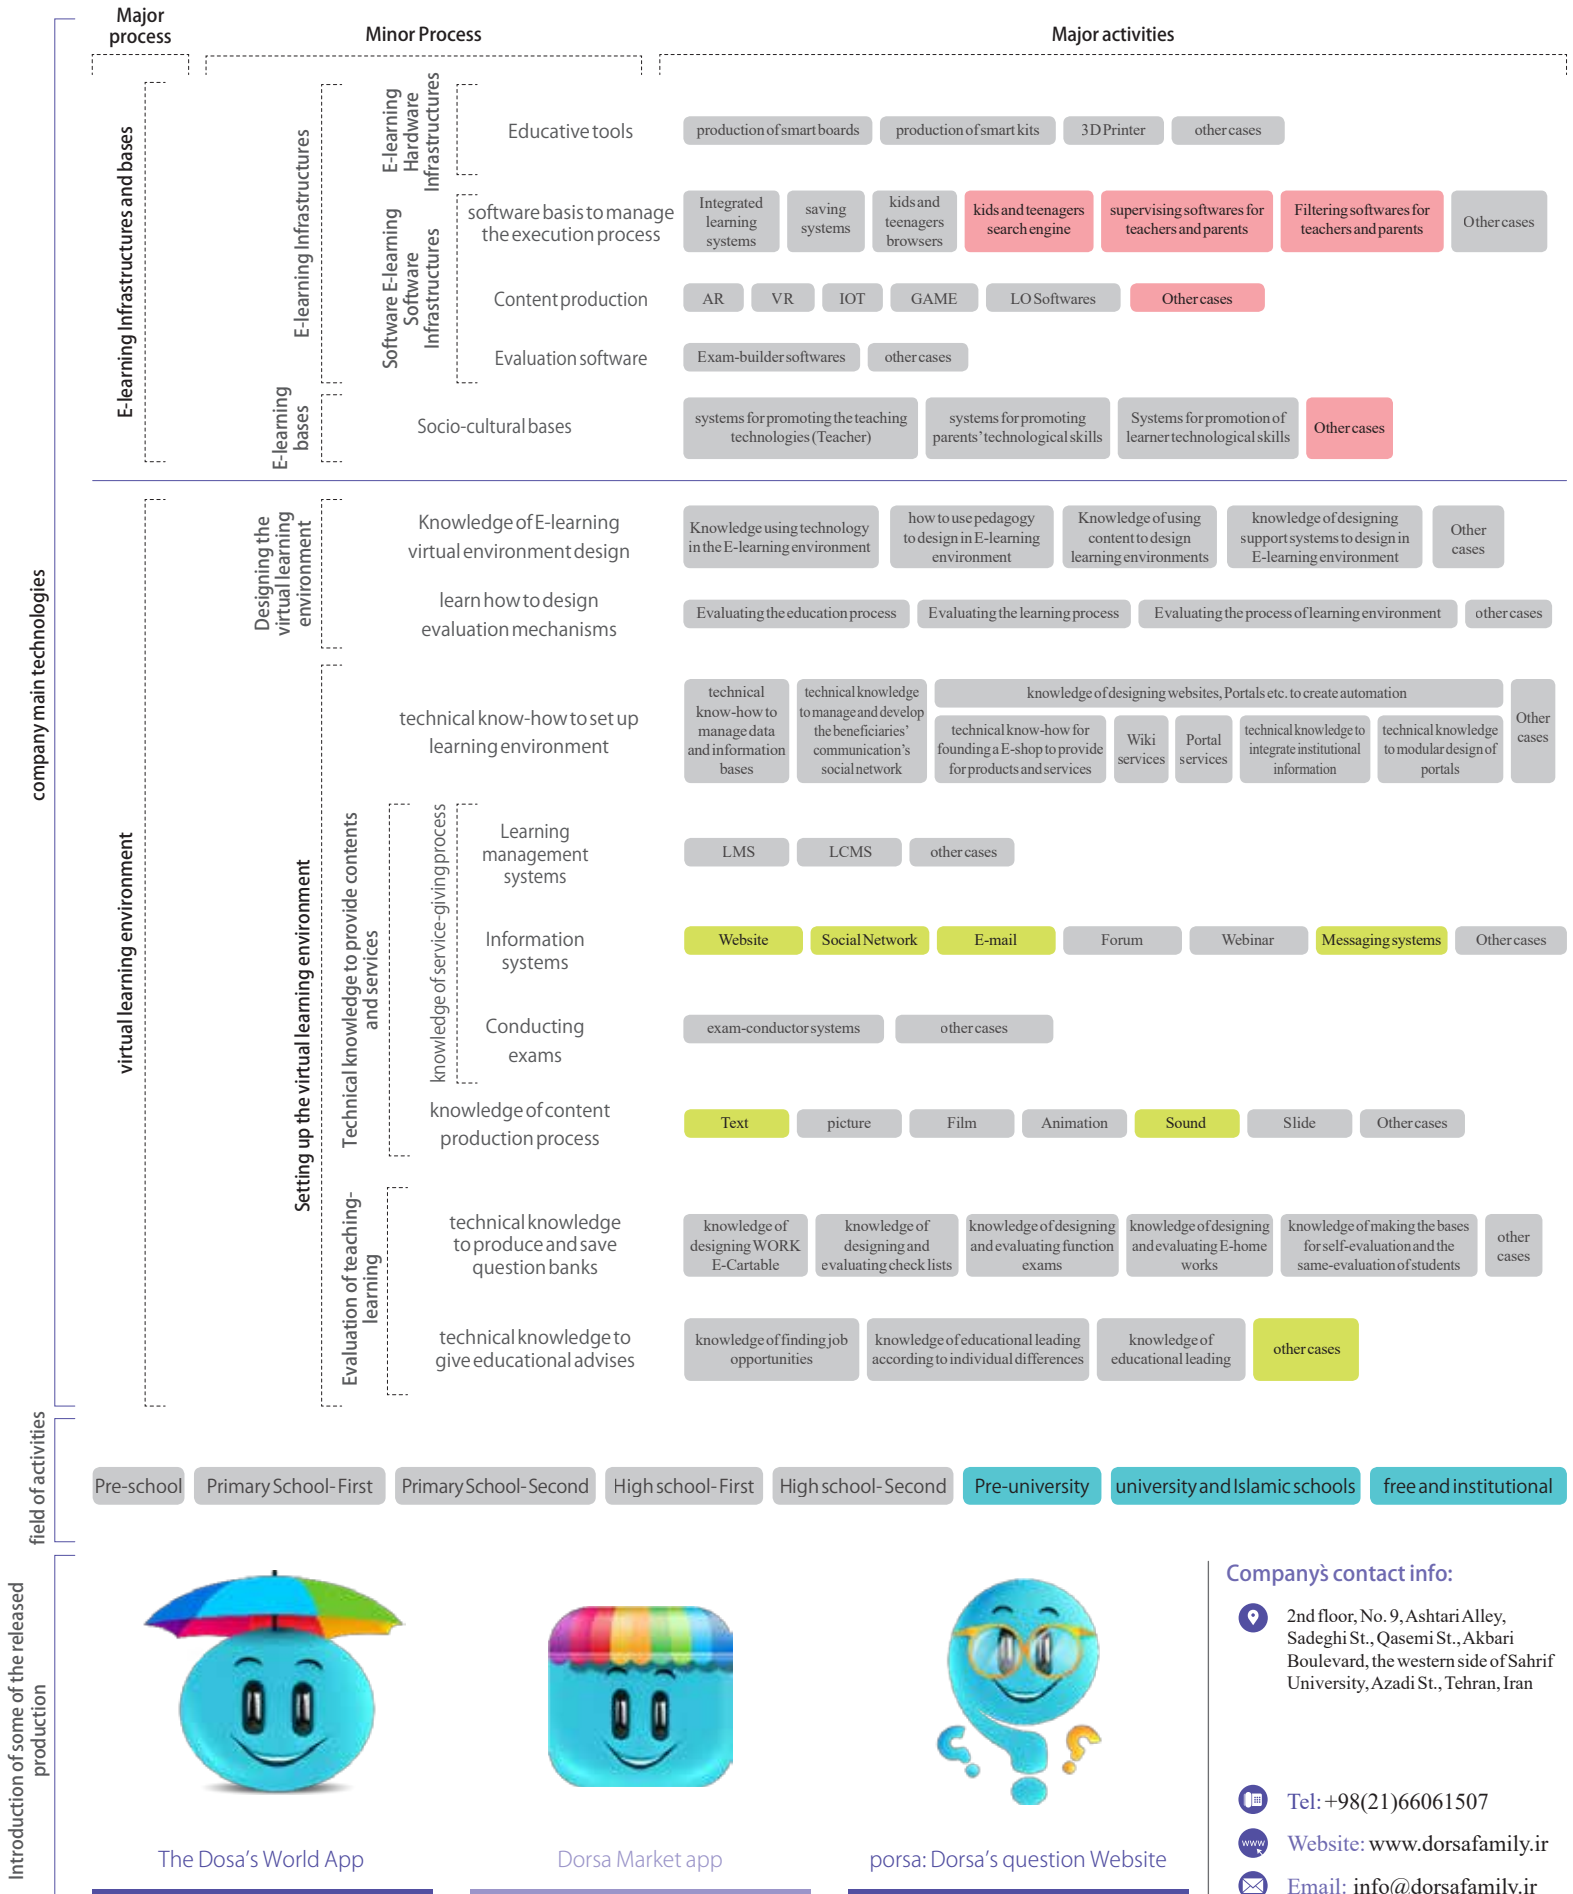 Major
process
Minor Process
Major activities
company main technologies
E-learning Infrastructures and bases
E-learning Infrastructures
E-learning
Hardware
Infrastructures
Educative tools
production of smart boards
production of smart kits
3D Printer
other cases
Software E-learning
Software
Infrastructures
software basis to manage
the execution process
Integrated
learning
systems
saving
systems
kids and
teenagers
browsers
kids and teenagers
search engine
supervising softwares for
teachers and parents
Filtering softwares for
teachers and parents
Other cases
Content production
AR
VR
IOT
GAME
LO Softwares
Other cases
Evaluation software
Exam-builder softwares
other cases
E-learning
bases
Socio-cultural bases
systems for promoting the teaching
technologies (Teacher)
systems for promoting
parents' technological skills
Systems for promotion of
learner technological skills
Other cases
virtual learning environment
Designing the
virtual learning
environment
Knowledge of E-learning
virtual environment design
Knowledge using technology
in the E-learning environment
how to use pedagogy
to design in E-learning
environment
Knowledge of using
content to design
learning environments
knowledge of designing
support systems to design in
E-learning environment
Other
cases
learn how to design
evaluation mechanisms
Evaluating the education process
Evaluating the learning process
Evaluating the process of learning environment
other cases
Setting up the virtual learning environment
technical know-how to set up
learning environment
technical
know-how to
manage data
and information
bases
technical knowledge
to manage and develop
the beneficiaries'
communication's
social network
knowledge of designing websites, Portals etc. to create automation
technical know-how for
founding a E-shop to provide
for products and services
Wiki
services
Portal
services
technical knowledge to
integrate institutional
information
technical knowledge
to modular design of
portals
Other
cases
Technical knowledge to provide contents
and services
knowledge of service-giving process
Learning
management
systems
LMS
LCMS
other cases
Information
systems
Website
Social Network
E-mail
Forum
Webinar
Messaging systems
Other cases
Conducting
exams
exam-conductor systems
other cases
knowledge of content
production process
Text
picture
Film
Animation
Sound
Slide
Other cases
Evaluation of teaching-
learning
technical knowledge
to produce and save
question banks
knowledge of
designing WORK
E-Cartable
knowledge of
designing and
evaluating check lists
knowledge of designing
and evaluating function
exams
knowledge of designing
and evaluating E-home
works
knowledge of making the bases
for self-evaluation and the
same-evaluation of students
other
cases
technical knowledge to
give educational advises
knowledge of finding job
opportunities
knowledge of educational leading
according to individual differences
knowledge of
educational leading
other cases
field of activities
Pre-school
Primary School- First
Primary School- Second
High school- First
High school- Second
Pre-university
university and Islamic schools
free and institutional
Introduction of some of the released
production
The Dosa's World App
Dorsa Market app
porsa: Dorsa's question Website
Company`s contact info:
2nd floor, No. 9, Ashtari Alley,
Sadeghi St., Qasemi St., Akbari
Boulevard, the western side of Sahrif
University, Azadi St., Tehran, Iran
Tel: +98(21)66061507
www
Website: www.dorsafamily.ir
Email: info@dorsafamily.ir